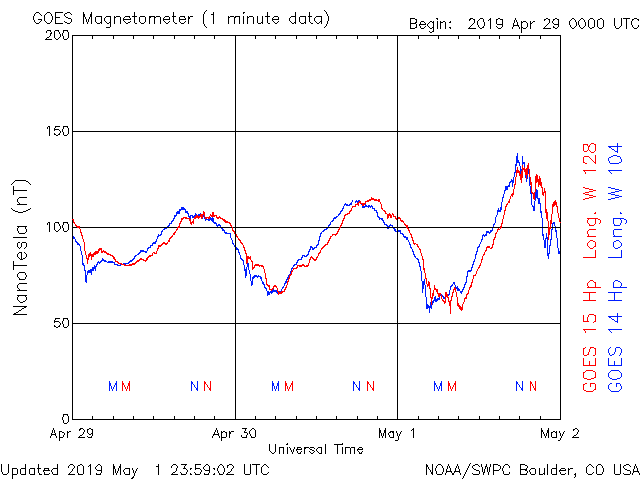 GOES Magnetometer (1 minute data)
Begin: 2019 Apr 29 0000 UTC
200
150
100
50
0
NanoTesla (nT)
M M N N M M N N M M N N
Apr 29 Apr 30 May 1 May 2
Universal Time
GOES 15 Hp Long. W 128
GOES 14 Hp Long. W 104
Updated 2019 May 1 23:59:02 UTC
NOAA/SWPC Boulder, CO USA